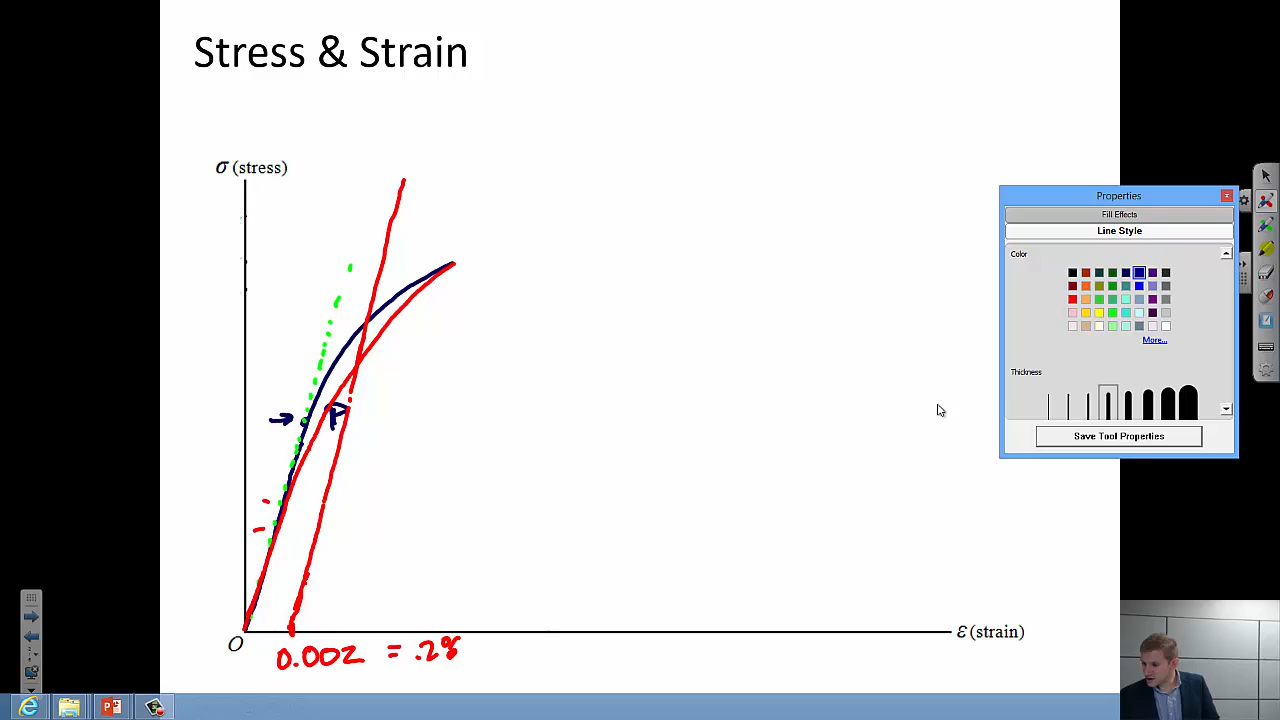 Stress & Strain
σ (stress)
Properties
Fill Effects
Line Style
Color
More...
Thickness
Save Tool Properties
P
O
ε (strain)
0.002 = .2%